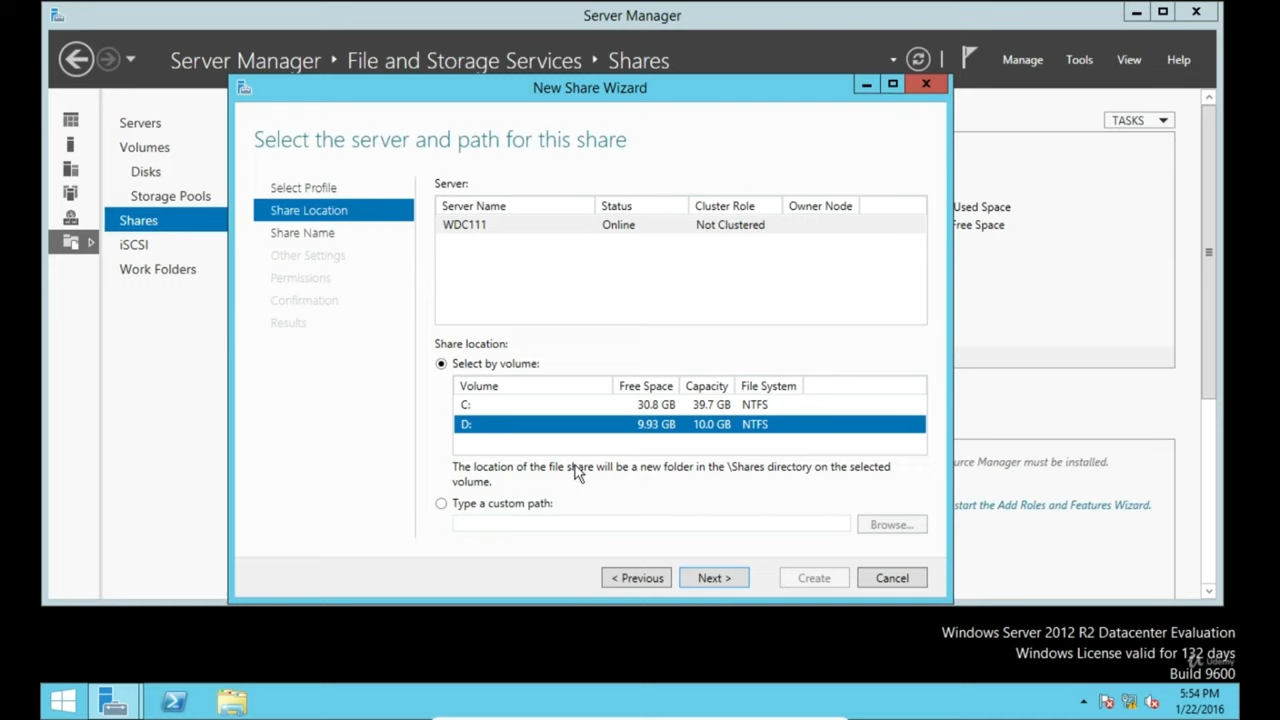 Server Manager
Server Manager ‣ File and Storage Services ‣ Shares
Manage Tools View Help
New Share Wizard
Select the server and path for this share
TASKS
Servers
Volumes
Disks
Storage Pools
Shares
iSCSI
Work Folders
Select Profile
Share Location
Share Name
Other Settings
Permissions
Confirmation
Results
Server:
Server Name Status Cluster Role Owner Node
WDC111 Online Not Clustered
Share location:
Select by volume:
Volume Free Space Capacity File System
C: 30.8 GB 39.7 GB NTFS
D: 9.93 GB 10.0 GB NTFS
The location of the file share will be a new folder in the \Shares directory on the selected
volume.
Type a custom path:
Browse...
< Previous Next > Create Cancel
Used Space
Free Space
urce Manager must be installed.
start the Add Roles and Features Wizard.
Windows Server 2012 R2 Datacenter Evaluation
Windows License valid for 132 days
Udemy
Build 9600
5:54 PM
1/22/2016